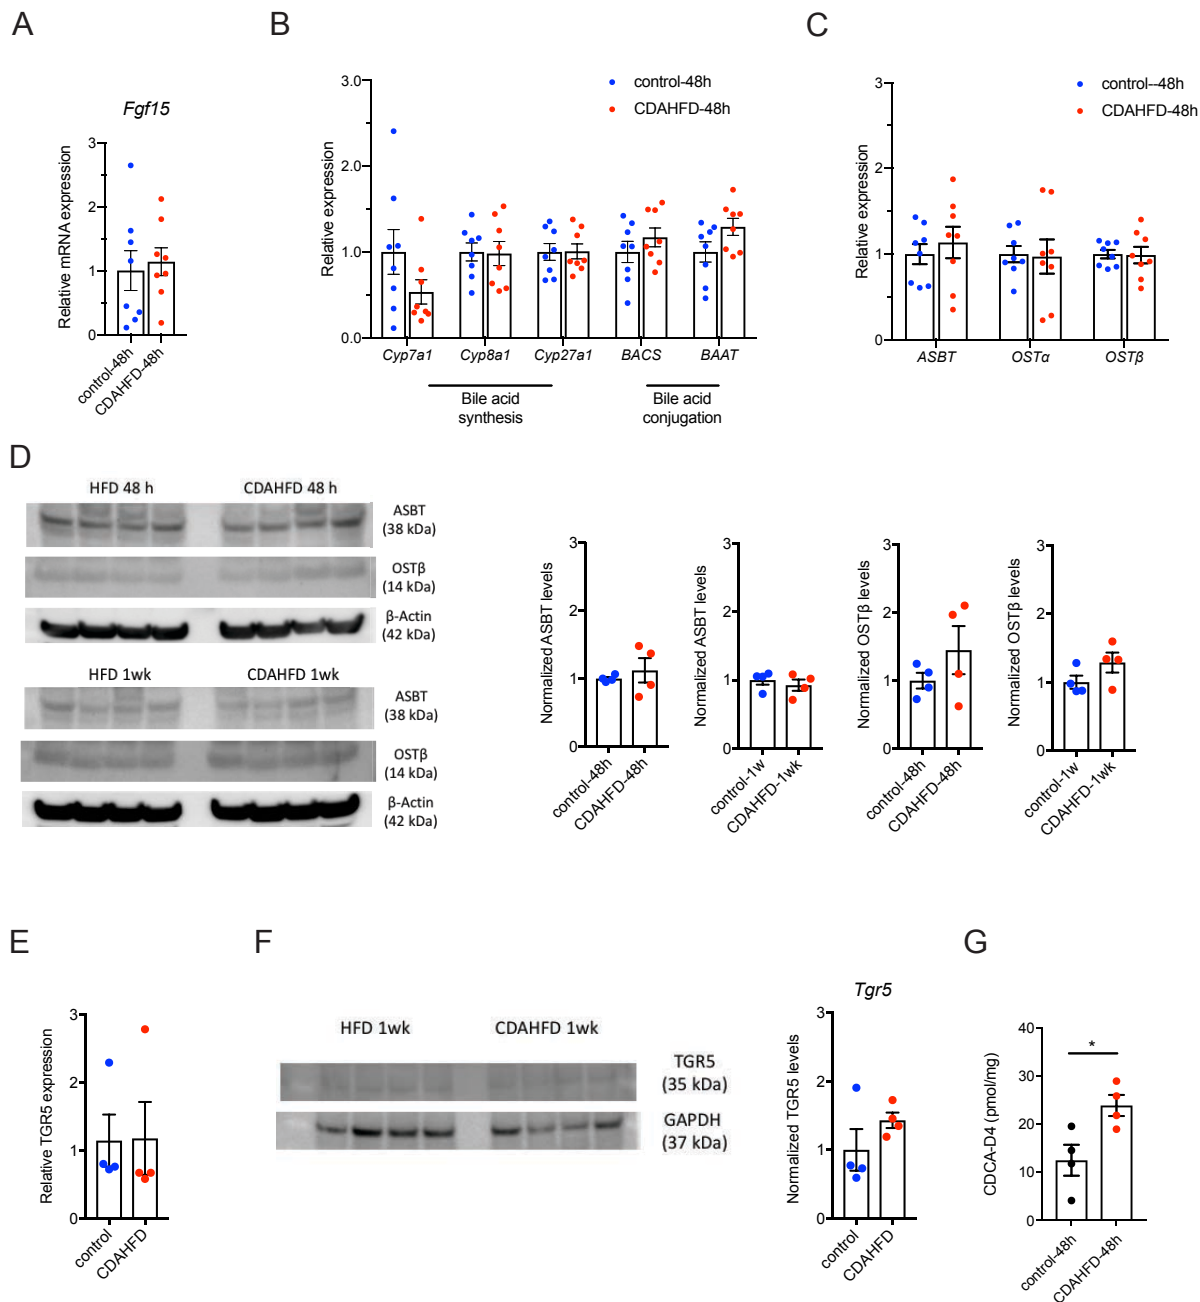 A
B
C
Fgf15
Relative mRNA expression
3
2
1
0
control-48h
CDAHFD-48h
Relative expression
3.0
2.0
1.0
0.0
control-48h
CDAHFD-48h
Cyp7a1
Cyp8a1
Cyp27a1
BACS
BAAT
Bile acid
synthesis
Bile acid
conjugation
Relative expression
3
2
1
0
control--48h
CDAHFD-48h
ASBT
OSTα
OSTβ
D
HFD 48 h
CDAHFD 48 h
ASBT
(38 kDa)
OSTβ
(14 kDa)
β-Actin
(42 kDa)
HFD 1wk
CDAHFD 1wk
ASBT
(38 kDa)
OSTβ
(14 kDa)
β-Actin
(42 kDa)
Normalized ASBT levels
3
2
1
0
control-48h
CDAHFD-48h
Normalized ASBT levels
3
2
1
0
control-1w
CDAHFD-1wk
Normalized OSTβ levels
3
2
1
0
control-48h
CDAHFD-48h
Normalized OSTβ levels
3
2
1
0
control-1w
CDAHFD-1wk
E
F
G
Relative TGR5 expression
3
2
1
0
control
CDAHFD
HFD 1wk
CDAHFD 1wk
TGR5
(35 kDa)
GAPDH
(37 kDa)
Tgr5
Normalized TGR5 levels
3
2
1
0
control
CDAHFD
CDCA-D4 (pmol/mg)
40
30
20
10
0
*
control-48h
CDAHFD-48h